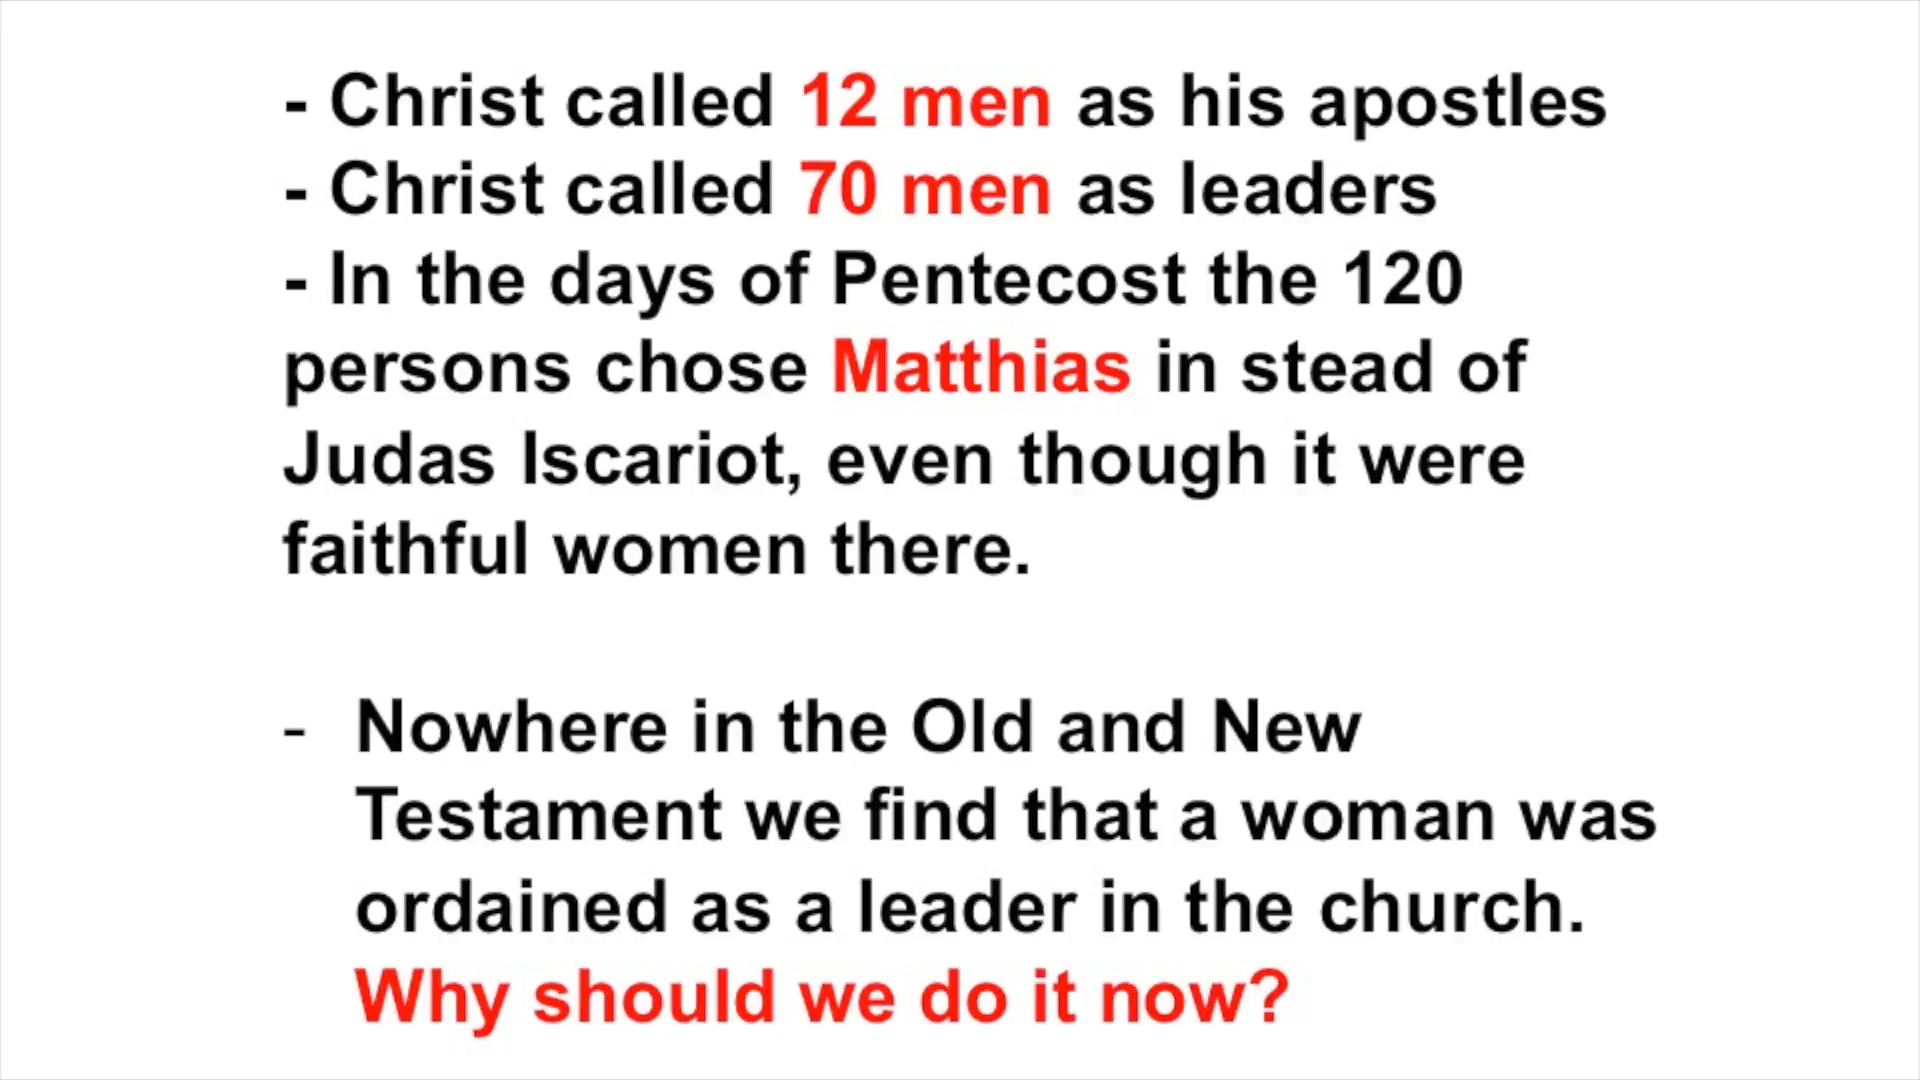 - Christ called 12 men as his apostles
- Christ called 70 men as leaders
- In the days of Pentecost the 120
persons chose Matthias in stead of
Judas Iscariot, even though it were
faithful women there.
- Nowhere in the Old and New
Testament we find that a woman was
ordained as a leader in the church.
Why should we do it now?